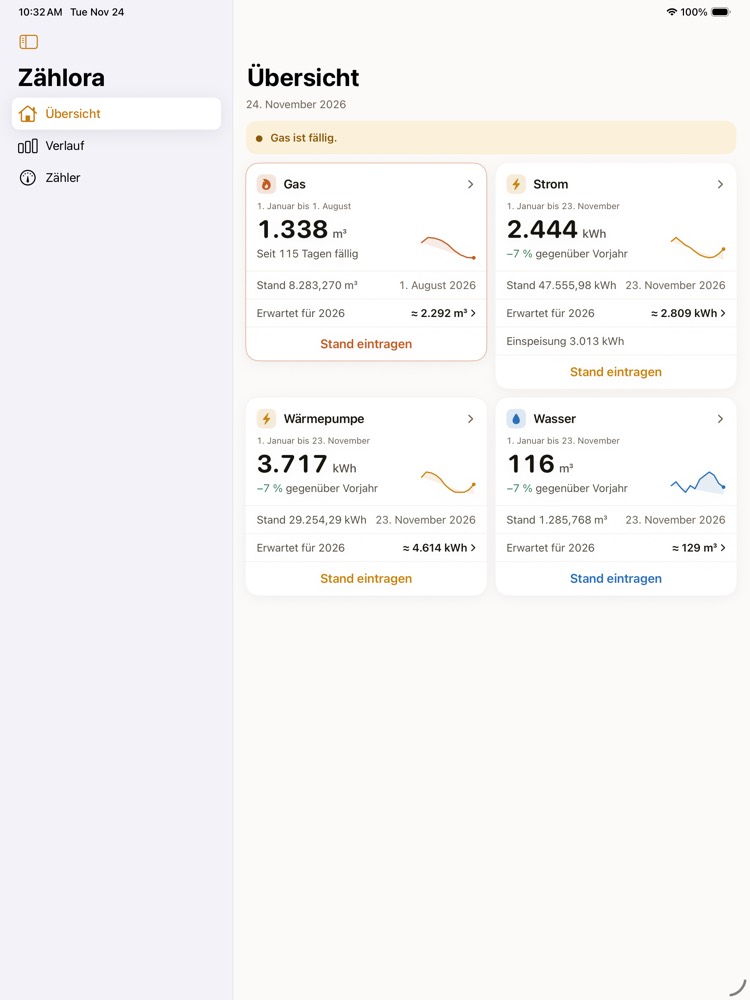 10:32 AM Tue Nov 24
100%
Zählora
Übersicht
Verlauf
Zähler
Übersicht
24. November 2026
Gas ist fällig.
Gas
1. Januar bis 1. August
1.338 m³
Seit 115 Tagen fällig
Stand 8.283,270 m³ 1. August 2026
Erwartet für 2026 ≈ 2.292 m³
Stand eintragen
Strom
1. Januar bis 23. November
2.444 kWh
−7 % gegenüber Vorjahr
Stand 47.555,98 kWh 23. November 2026
Erwartet für 2026 ≈ 2.809 kWh
Einspeisung 3.013 kWh
Stand eintragen
Wärmepumpe
1. Januar bis 23. November
3.717 kWh
−7 % gegenüber Vorjahr
Stand 29.254,29 kWh 23. November 2026
Erwartet für 2026 ≈ 4.614 kWh
Stand eintragen
Wasser
1. Januar bis 23. November
116 m³
−7 % gegenüber Vorjahr
Stand 1.285,768 m³ 23. November 2026
Erwartet für 2026 ≈ 129 m³
Stand eintragen